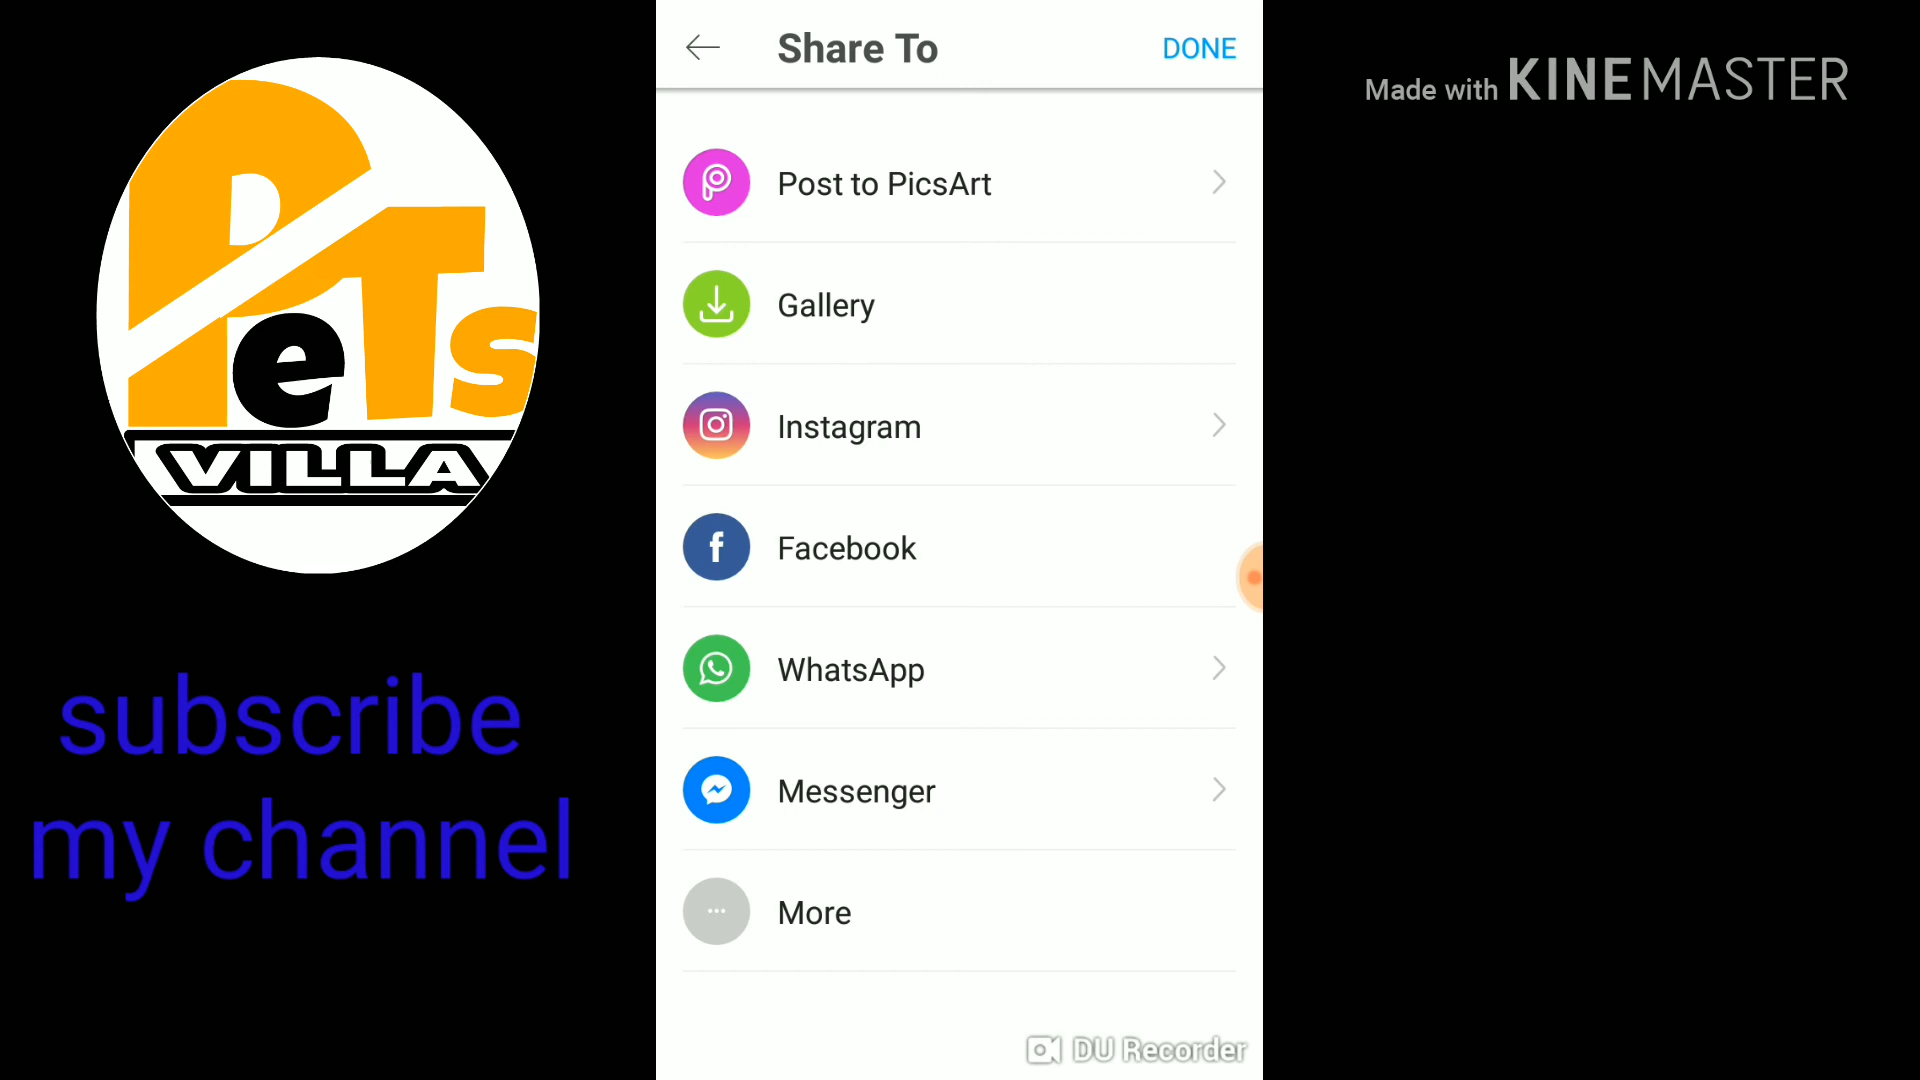 PeTs
VILLA
subscribe
my channel
Share To
DONE
Post to PicsArt
Gallery
Instagram
Facebook
WhatsApp
Messenger
More
DU Recorder
Made with KINEMASTER